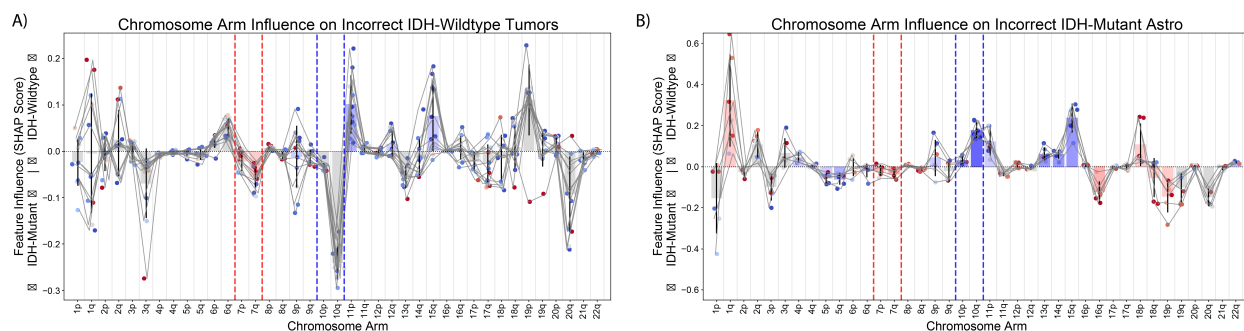 A)
Chromosome Arm Influence on Incorrect IDH-Wildtype Tumors
Feature Influence (SHAP Score)
☒ IDH-Mutant ☒ | ☒ IDH-Wildtype ☒
0.2
0.1
0.0
−0.1
−0.2
−0.3
1p 1q 2p 2q 3p 3q 4p 4q 5p 5q 6p 6q 7p 7q 8p 8q 9p 9q 10p 10q 11p 11q 12p 12q 13q 14q 15q 16p 16q 17p 17q 18p 18q 19p 19q 20p 20q 21q 22q
Chromosome Arm
B)
Chromosome Arm Influence on Incorrect IDH-Mutant Astro
Feature Influence (SHAP Score)
☒ IDH-Mutant ☒ | ☒ IDH-Wildtype ☒
0.6
0.4
0.2
0.0
−0.2
−0.4
−0.6
1p 1q 2p 2q 3p 3q 4p 4q 5p 5q 6p 6q 7p 7q 8p 8q 9p 9q 10p 10q 11p 11q 12p 12q 13q 14q 15q 16p 16q 17p 17q 18p 18q 19p 19q 20p 20q 21q 22q
Chromosome Arm